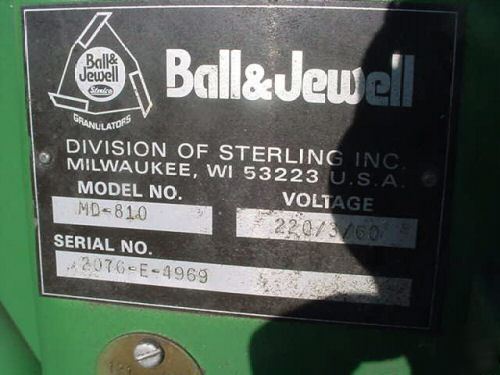 Ball&
Jewell
Sterlco
GRANULATORS
Ball&Jewell
DIVISION OF STERLING INC.
MILWAUKEE, WI 53223 U.S.A.
MODEL NO.
VOLTAGE
MD-810
220/3/60
SERIAL NO.
2076-E-4969